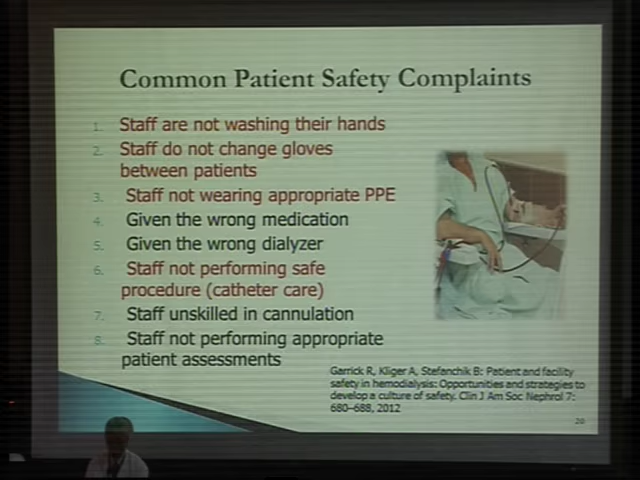 Common Patient Safety Complaints
1. Staff are not washing their hands
2. Staff do not change gloves
between patients
3. Staff not wearing appropriate PPE
4. Given the wrong medication
5. Given the wrong dialyzer
6. Staff not performing safe
procedure (catheter care)
7. Staff unskilled in cannulation
8. Staff not performing appropriate
patient assessments
Garrick R, Kliger A, Stefanchik B: Patient and facility
safety in hemodialysis: Opportunities and strategies to
develop a culture of safety. Clin J Am Soc Nephrol 7:
680–688, 2012
20